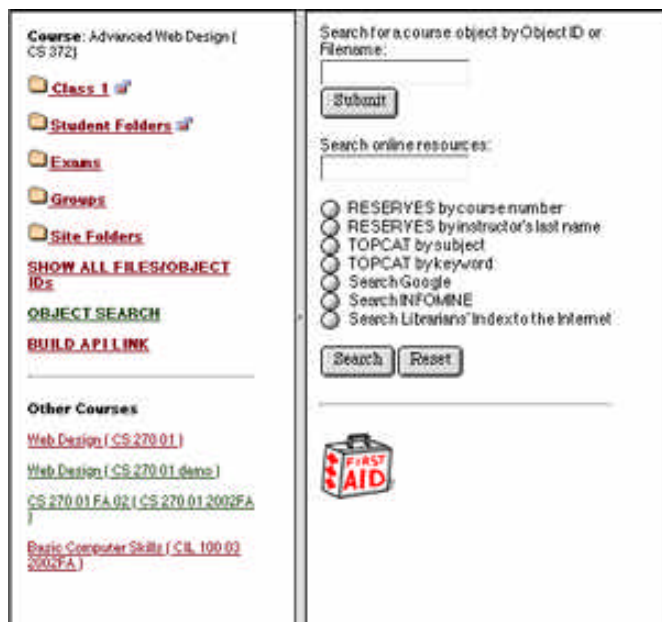 Course: Advanced Web Design (
CS 372)
Class 1
Student Folders
Exams
Groups
Site Folders
SHOW ALL FILES/OBJECT
IDs
OBJECT SEARCH
BUILD API LINK
Other Courses
Web Design ( CS 270 01 )
Web Design ( CS 270 01 demo )
CS 270 01 FA 02 ( CS 270 01 2002FA
)
Basic Computer Skills ( CIL 100 03
2002FA )
Search for a course object by Object ID or
Filename:
Submit
Search online resources:
RESERVES by course number
RESERVES by instructor's last name
TOPCAT by subject
TOPCAT by keyword
Search Google
Search INFOMINE
Search Librarians' Index to the Internet
Search Reset
FIRST
AID